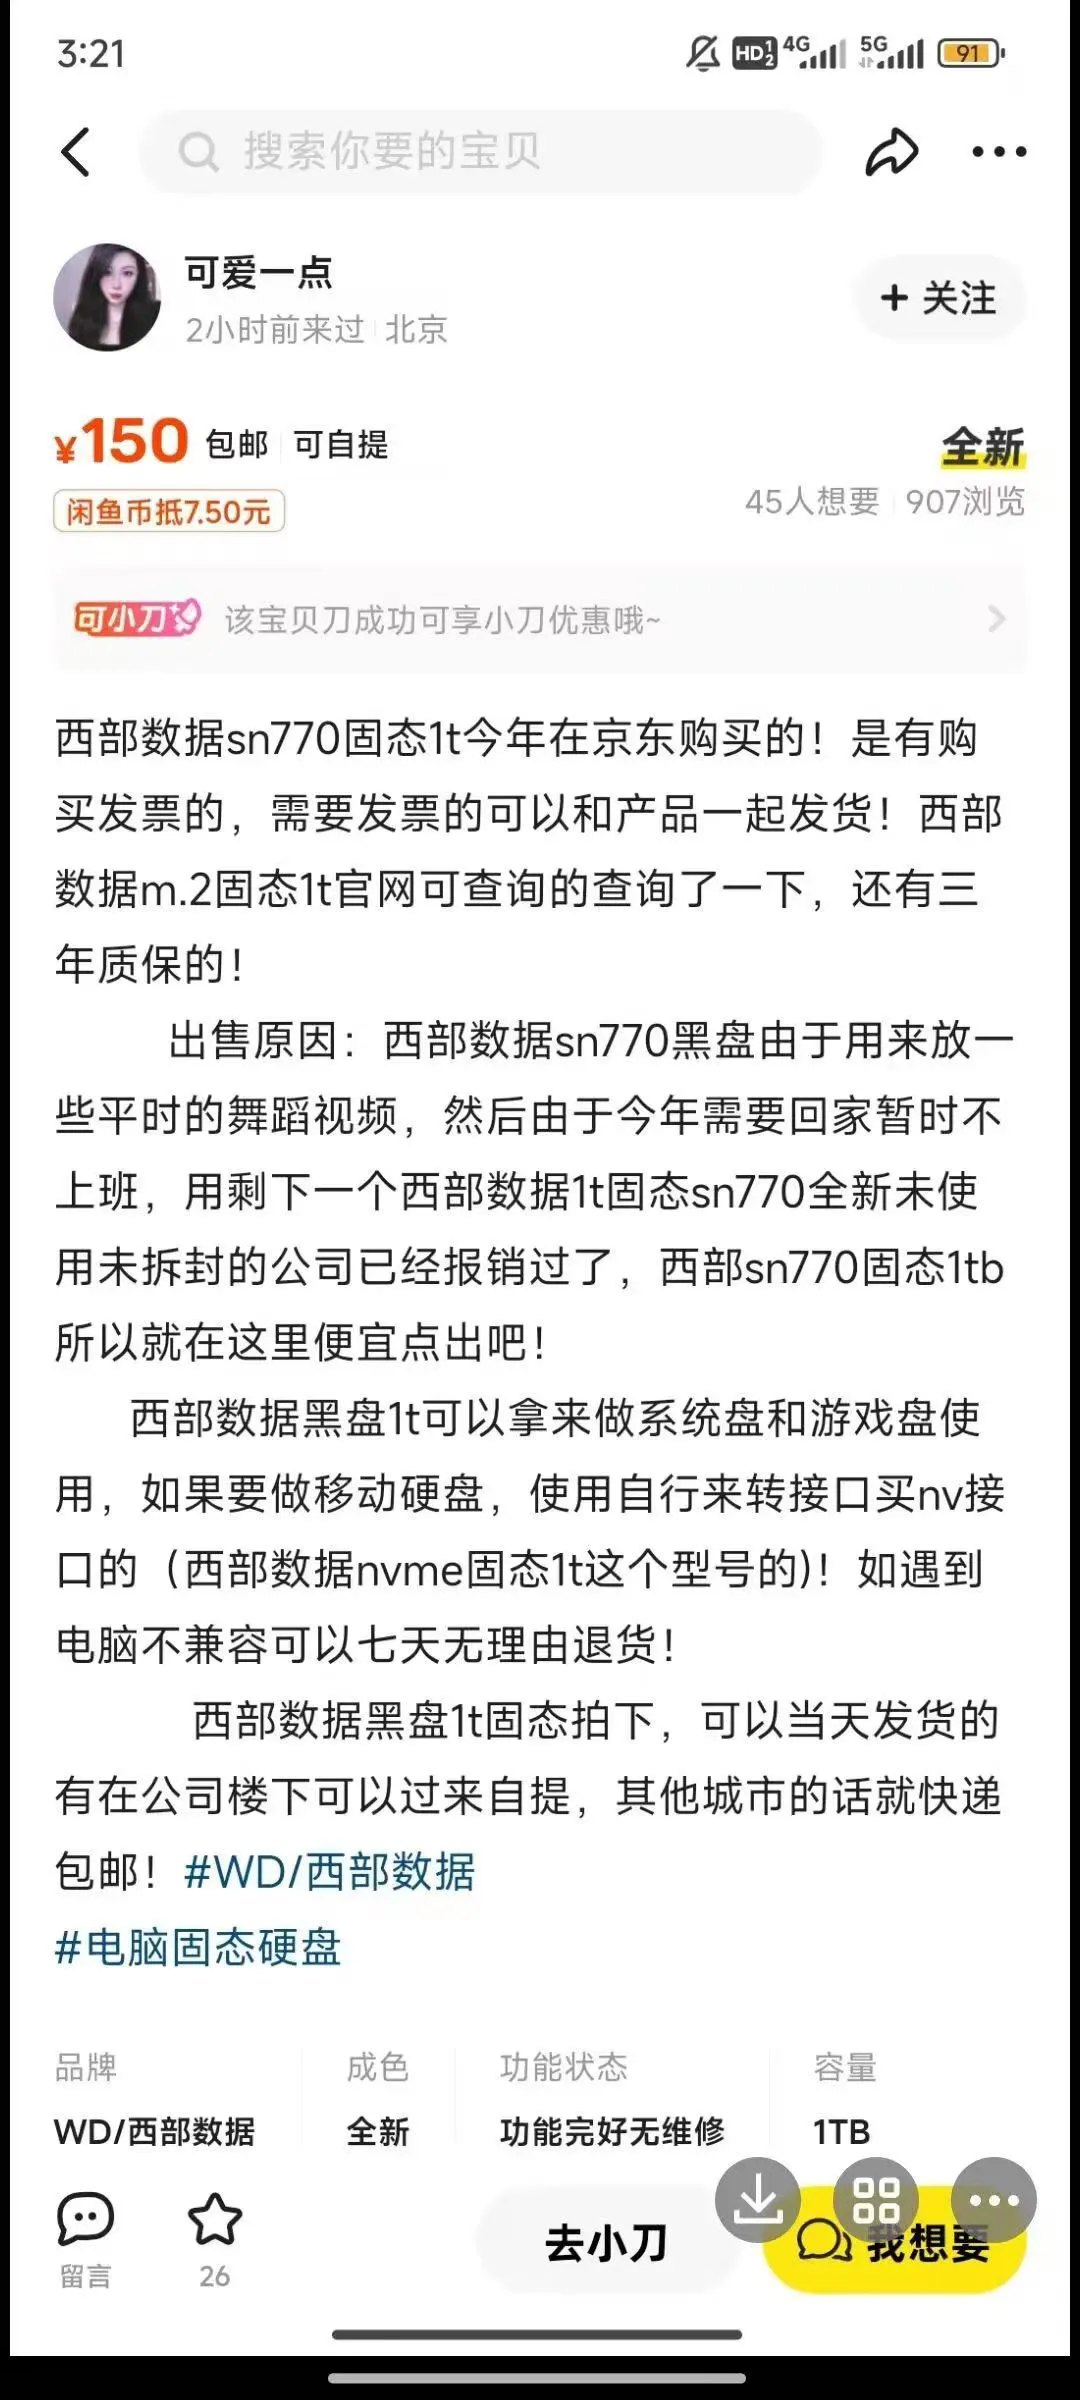 3:21
HD 1 2 4G 5G 91
搜索你要的宝贝
可爱一点
2小时前来过 北京
+ 关注
¥150 包邮 可自提
全新
闲鱼币抵7.50元
45人想要 907浏览
可小刀 该宝贝刀成功可享小刀优惠哦~
西部数据sn770固态1t今年在京东购买的！是有购
买发票的，需要发票的可以和产品一起发货！西部
数据m.2固态1t官网可查询的查询了一下，还有三
年质保的！
出售原因：西部数据sn770黑盘由于用来放一
些平时的舞蹈视频，然后由于今年需要回家暂时不
上班，用剩下一个西部数据1t固态sn770全新未使
用未拆封的公司已经报销过了，西部sn770固态1tb
所以就在这里便宜点出吧！
西部数据黑盘1t可以拿来做系统盘和游戏盘使
用，如果要做移动硬盘，使用自行来转接口买nv接
口的（西部数据nvme固态1t这个型号的)！如遇到
电脑不兼容可以七天无理由退货！
西部数据黑盘1t固态拍下，可以当天发货的
有在公司楼下可以过来自提，其他城市的话就快递
包邮！#WD/西部数据
#电脑固态硬盘
品牌 成色 功能状态 容量
WD/西部数据 全新 功能完好无维修 1TB
留言 26 去小刀 我想要